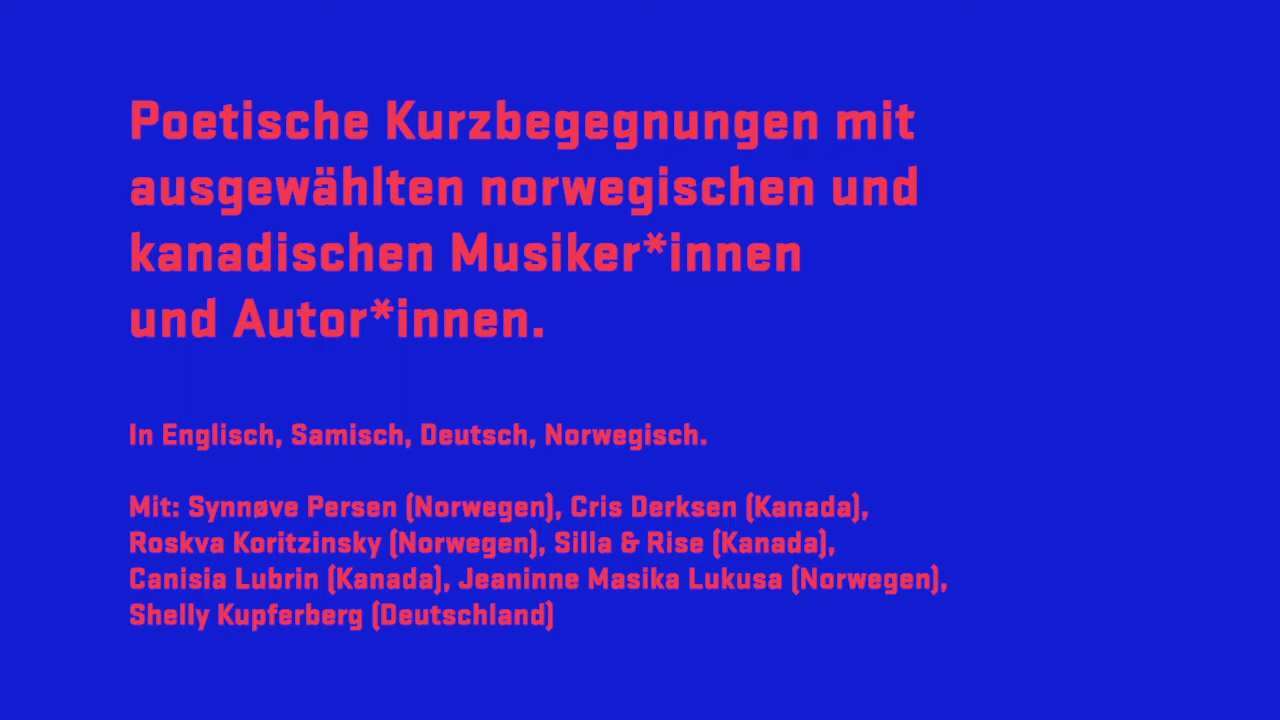 Poetische Kurzbegegnungen mit
ausgewählten norwegischen und
kanadischen Musiker*innen
und Autor*innen.
In Englisch, Samisch, Deutsch, Norwegisch.
Mit: Synnøve Persen (Norwegen), Cris Derksen (Kanada),
Roskva Koritzinsky (Norwegen), Silla & Rise (Kanada),
Canisia Lubrin (Kanada), Jeaninne Masika Lukusa (Norwegen),
Shelly Kupferberg (Deutschland)